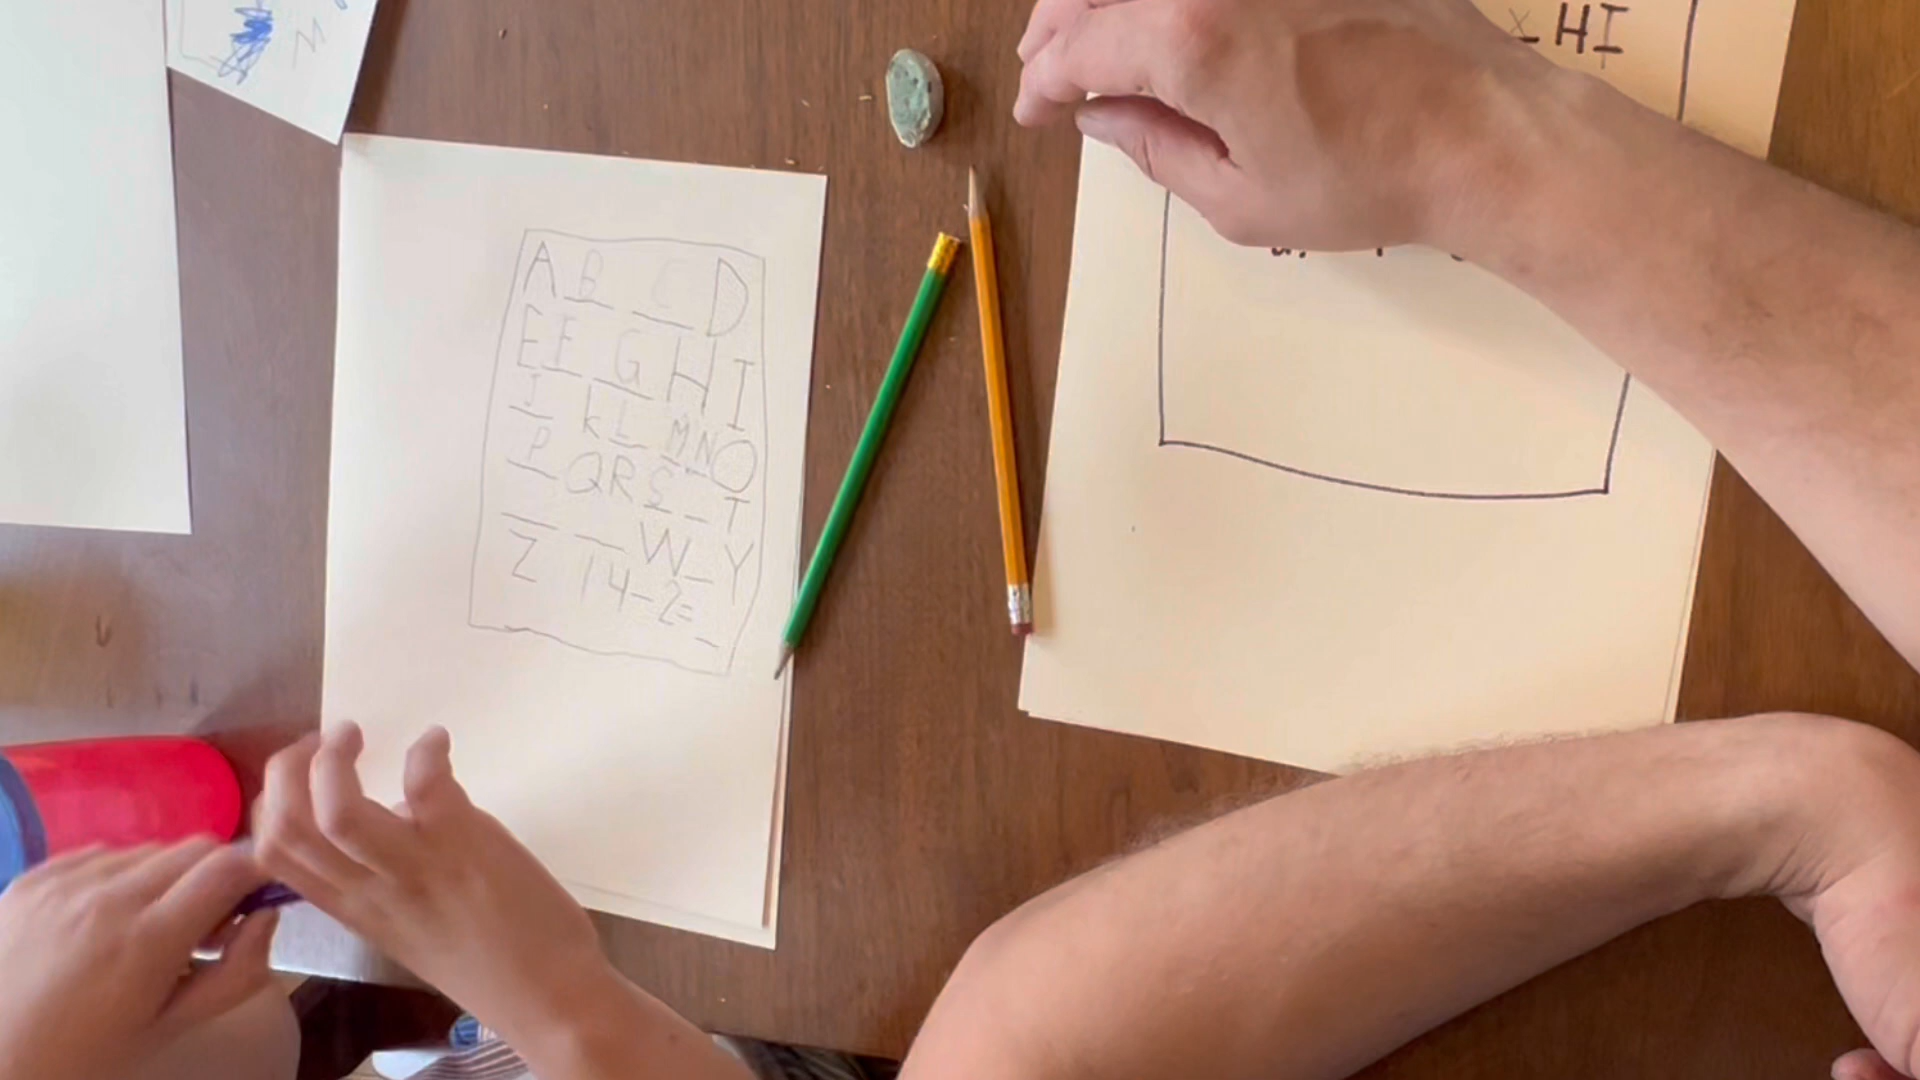 M
A B C D
E F G H I
J K L M N O
P Q R S _ T
_ _ W _ Y
Z 14-2= _
HI